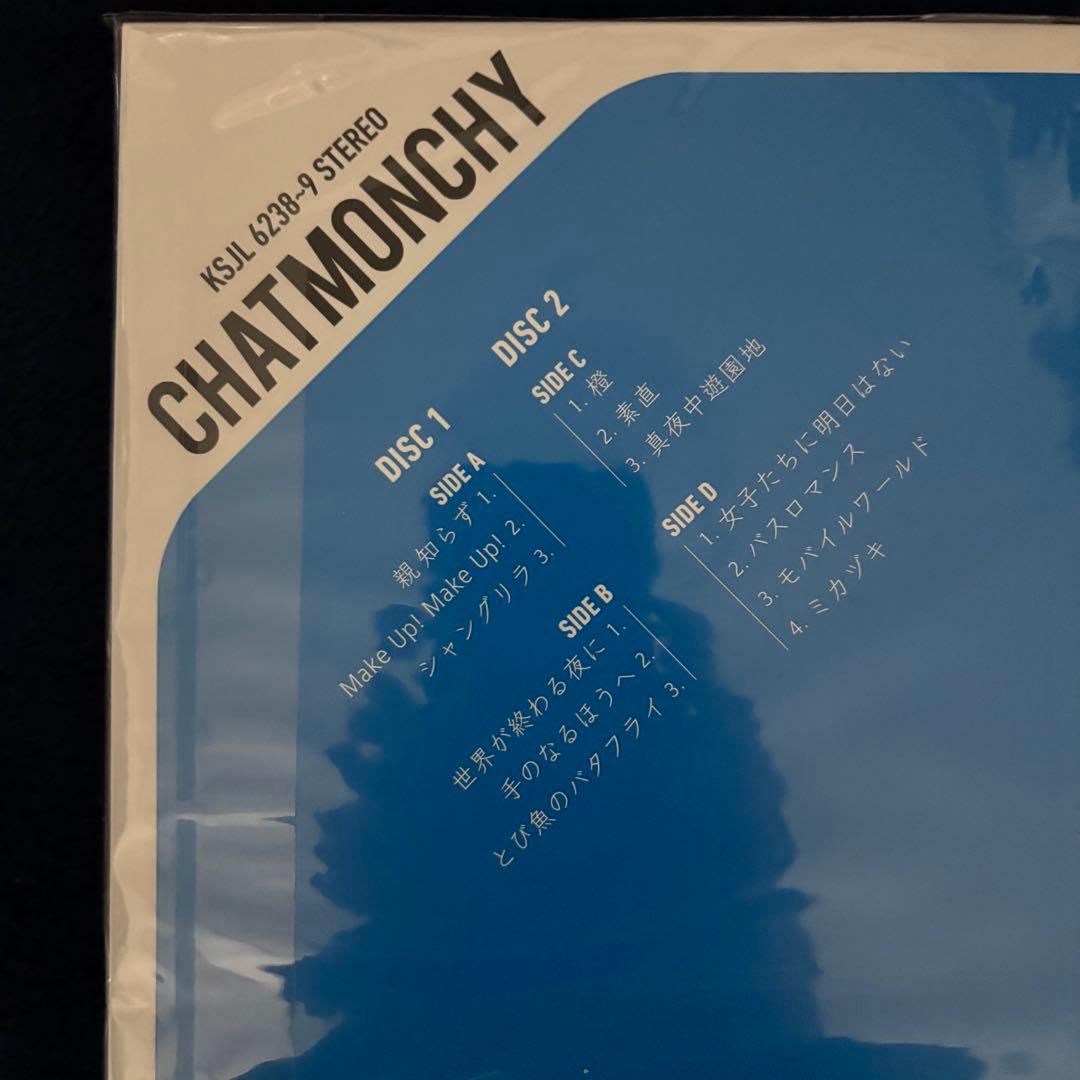 KSJL 6238~9 STEREO
CHATMONCHY
DISC 1
SIDE A
親知らず 1.
Make Up! Make Up! 2.
シャングリラ 3.
SIDE B
世界が終わる夜に 1.
手のなるほうへ 2.
とび魚のバタフライ 3.
DISC 2
SIDE C
1. 橙
2. 素直
3. 真夜中遊園地
SIDE D
1. 女子たちに明日はない
2. バスロマンス
3. モバイルワールド
4. ミカヅキ